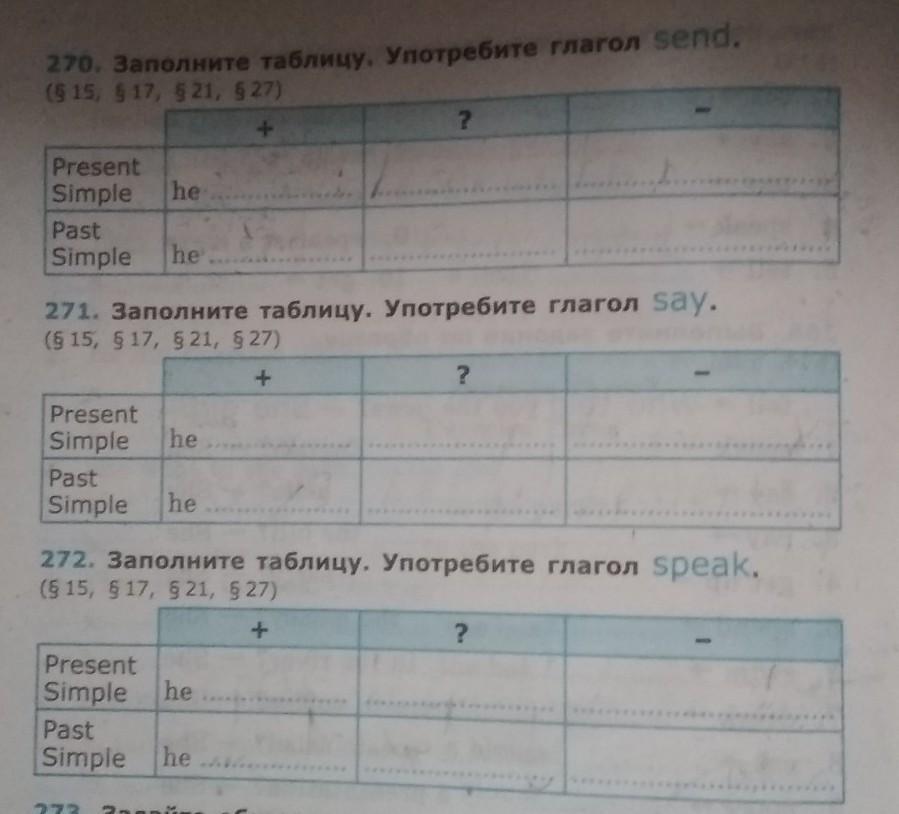 270. Заполните таблицу. Употребите глагол send.
(§ 15, § 17, § 21, § 27)
+ ? –
Present
Simple he ..............................
Past
Simple he ..............................
271. Заполните таблицу. Употребите глагол say.
(§ 15, § 17, § 21, § 27)
+ ? –
Present
Simple he ..............................
Past
Simple he ..............................
272. Заполните таблицу. Употребите глагол speak.
(§ 15, § 17, § 21, § 27)
+ ? –
Present
Simple he ..............................
Past
Simple he ..............................
273.